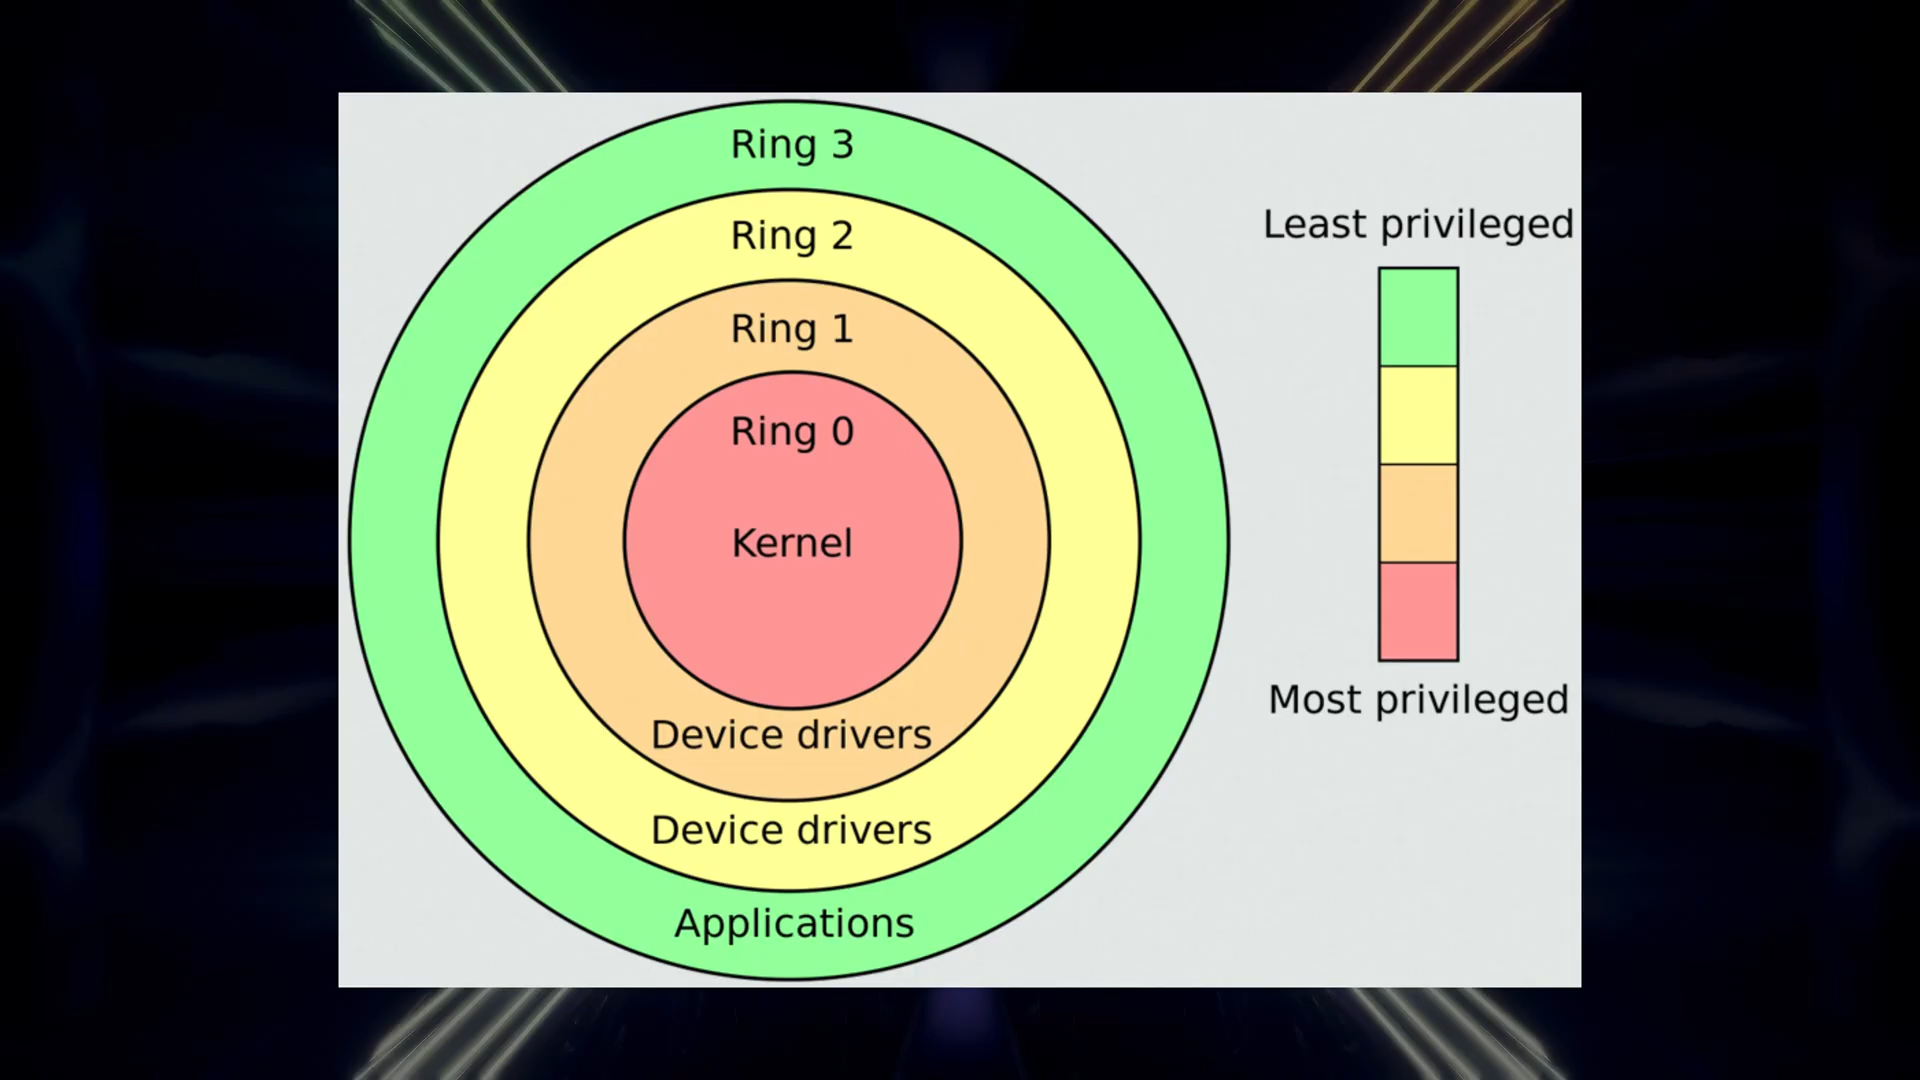 Ring 3
Ring 2
Ring 1
Ring 0
Kernel
Device drivers
Device drivers
Applications
Least privileged
Most privileged